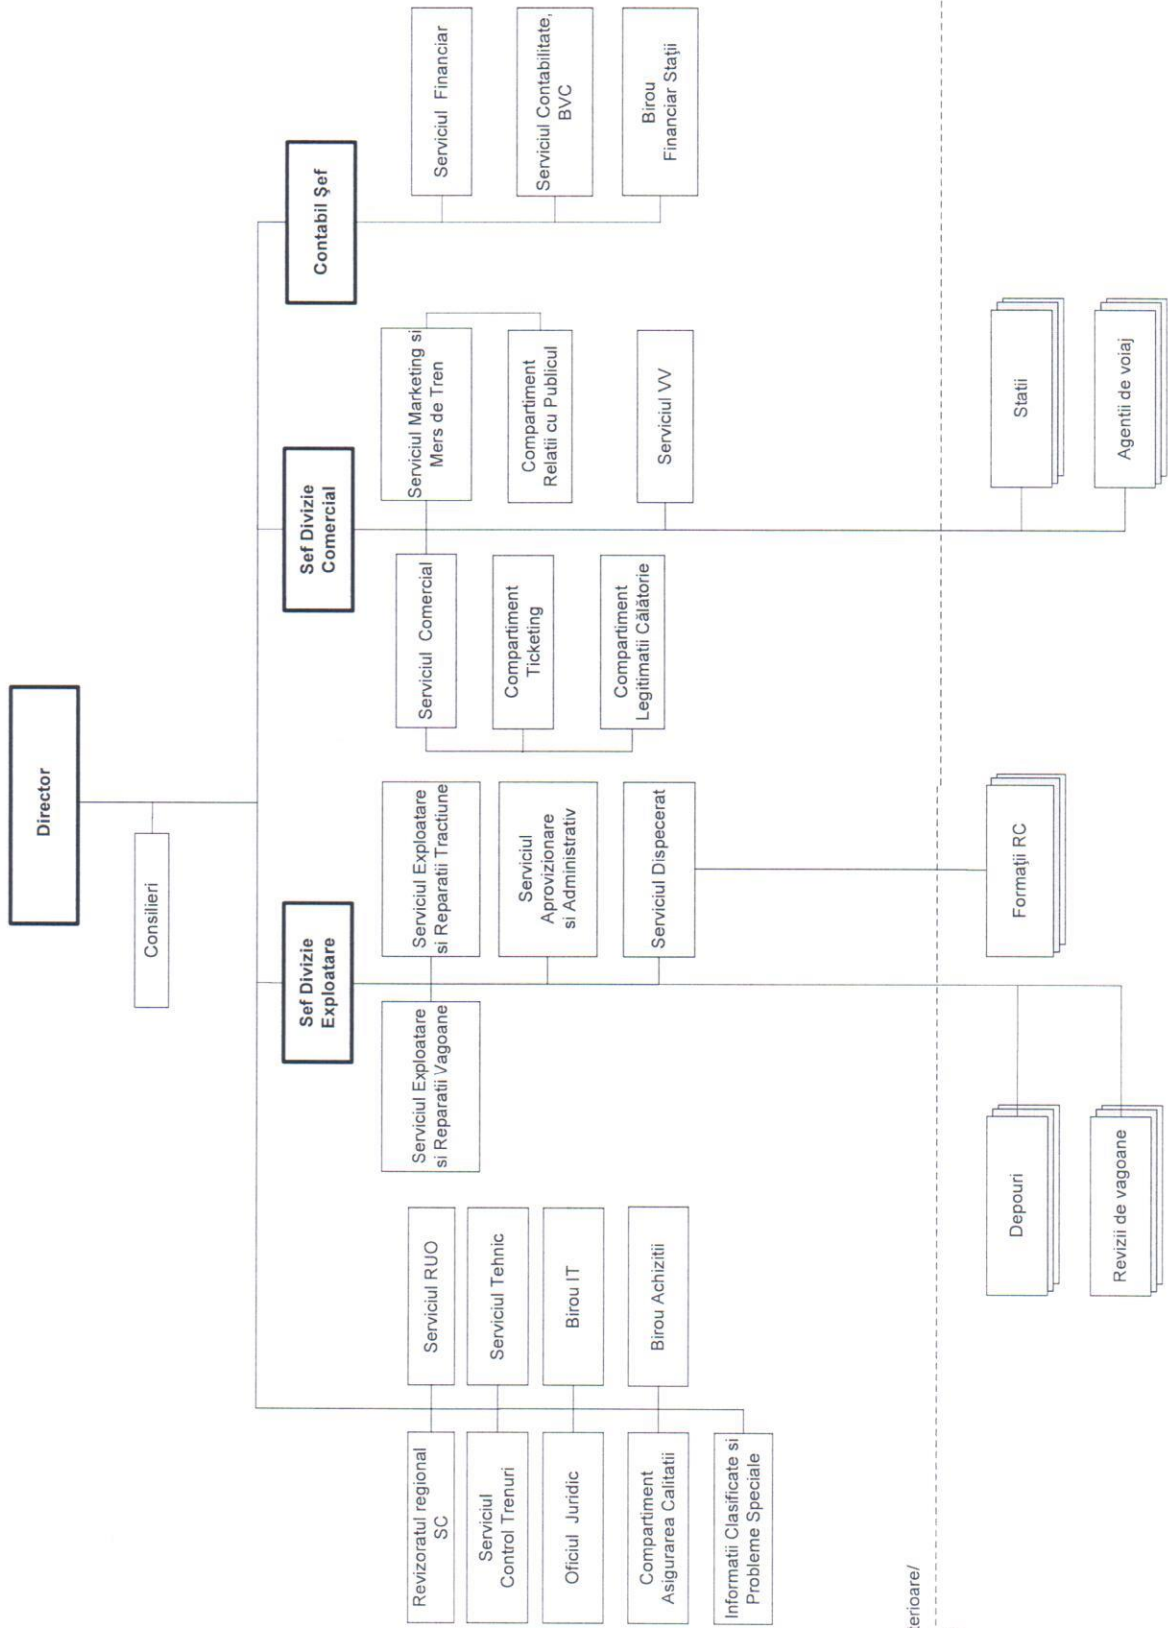 Director
Consilieri
Sef Divizie
Exploatare
Sef Divizie
Comercial
Contabil Şef
Revizoratul regional
SC
Serviciul RUO
Serviciul
Control Trenuri
Serviciul Tehnic
Oficiul Juridic
Birou IT
Compartiment
Asigurarea Calitatii
Birou Achizitii
Informatii Clasificate si
Probleme Speciale
Serviciul Exploatare
si Reparatii Vagoane
Serviciul Exploatare
si Reparatii Tractiune
Serviciul
Aprovizionare
si Administrativ
Serviciul Dispecerat
Serviciul Comercial
Compartiment
Ticketing
Compartiment
Legitimatii Călătorie
Serviciul Marketing si
Mers de Tren
Compartiment
Relatii cu Publicul
Serviciul VV
Serviciul Financiar
Serviciul Contabilitate,
BVC
Birou
Financiar Staţii
erioare/
Depouri
Revizii de vagoane
Formaţii RC
Statii
Agentii de voiaj